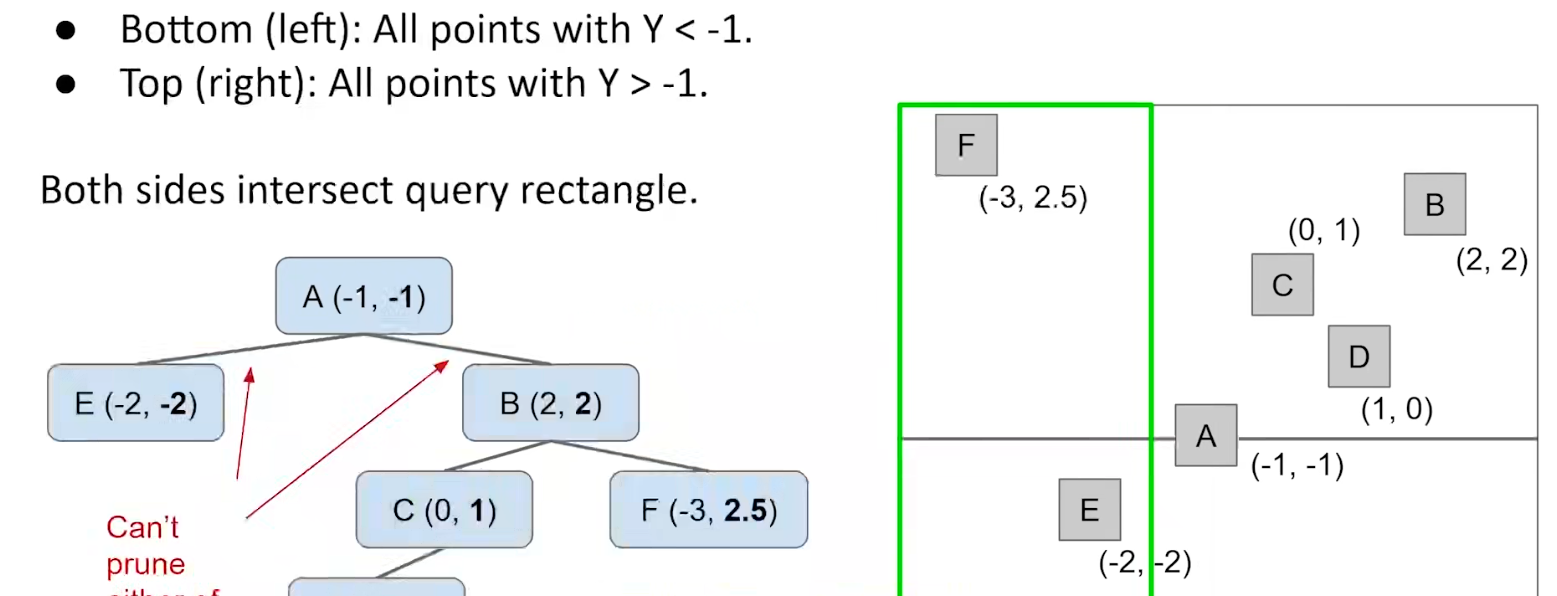 ● Bottom (left): All points with Y < -1.
● Top (right): All points with Y > -1.
Both sides intersect query rectangle.
A (-1, -1)
E (-2, -2)
B (2, 2)
C (0, 1)
F (-3, 2.5)
Can't
prune
either of
F
(-3, 2.5)
B
(2, 2)
(0, 1)
C
D
(1, 0)
A
(-1, -1)
E
(-2, -2)